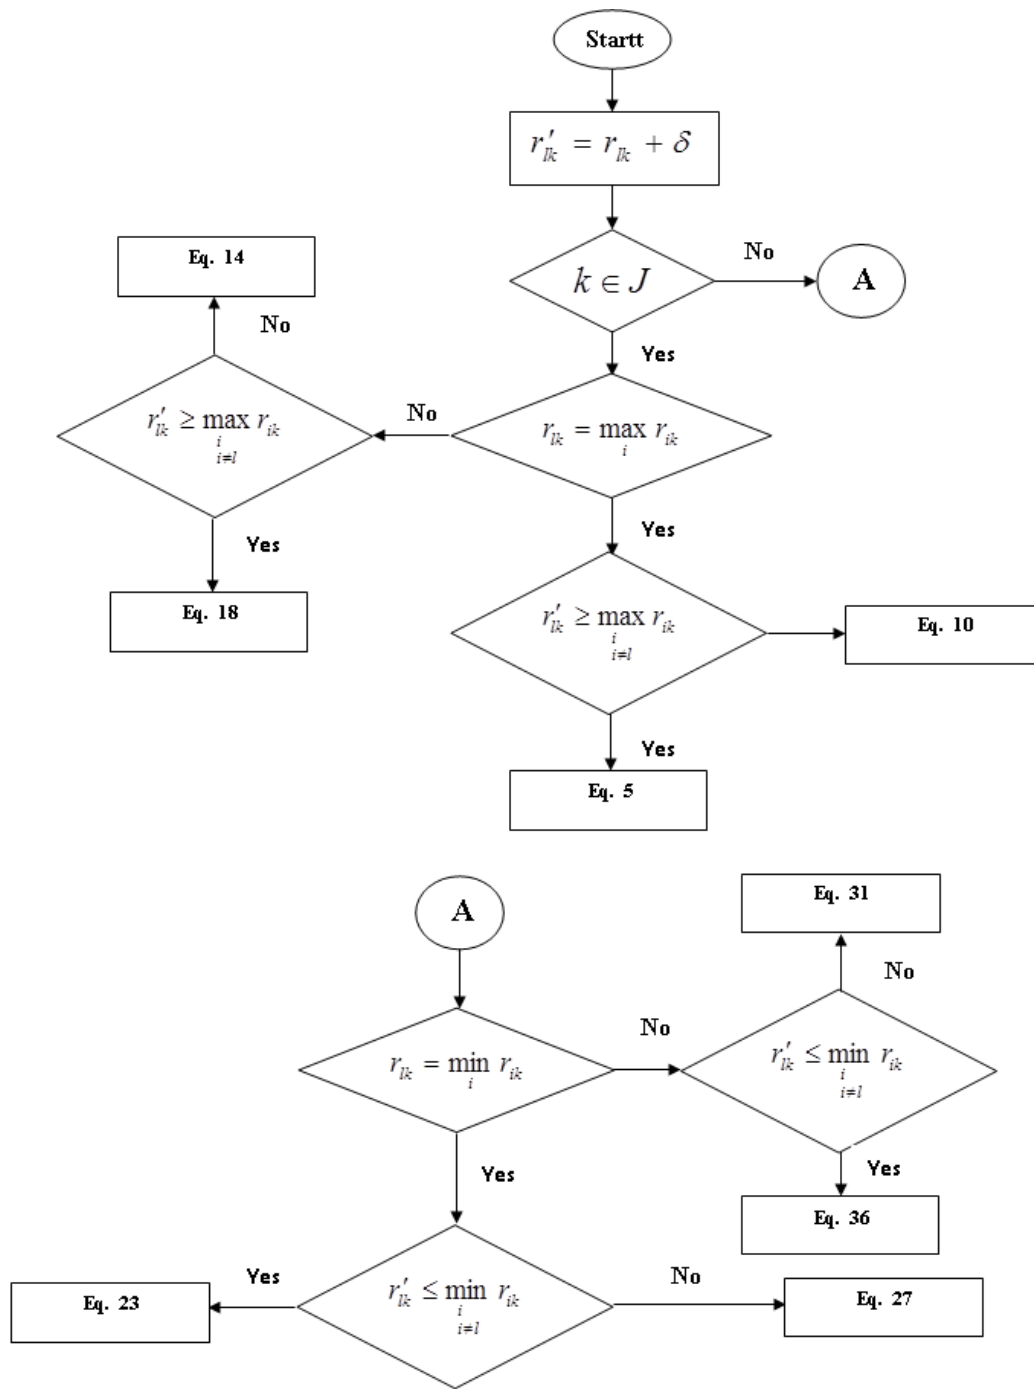 Startt
r′lk = rlk + δ
k ∈ J
No
A
Eq. 14
No
Yes
r′lk ≥ max rik
i
i≠l
No
rlk = max rik
i
Yes
Yes
Eq. 18
r′lk ≥ max rik
i
i≠l
Eq. 10
Yes
Eq. 5
A
Eq. 31
No
rlk = min rik
i
No
r′lk ≤ min rik
i
i≠l
Yes
Yes
Eq. 36
Yes
r′lk ≤ min rik
i
i≠l
No
Eq. 23
Eq. 27